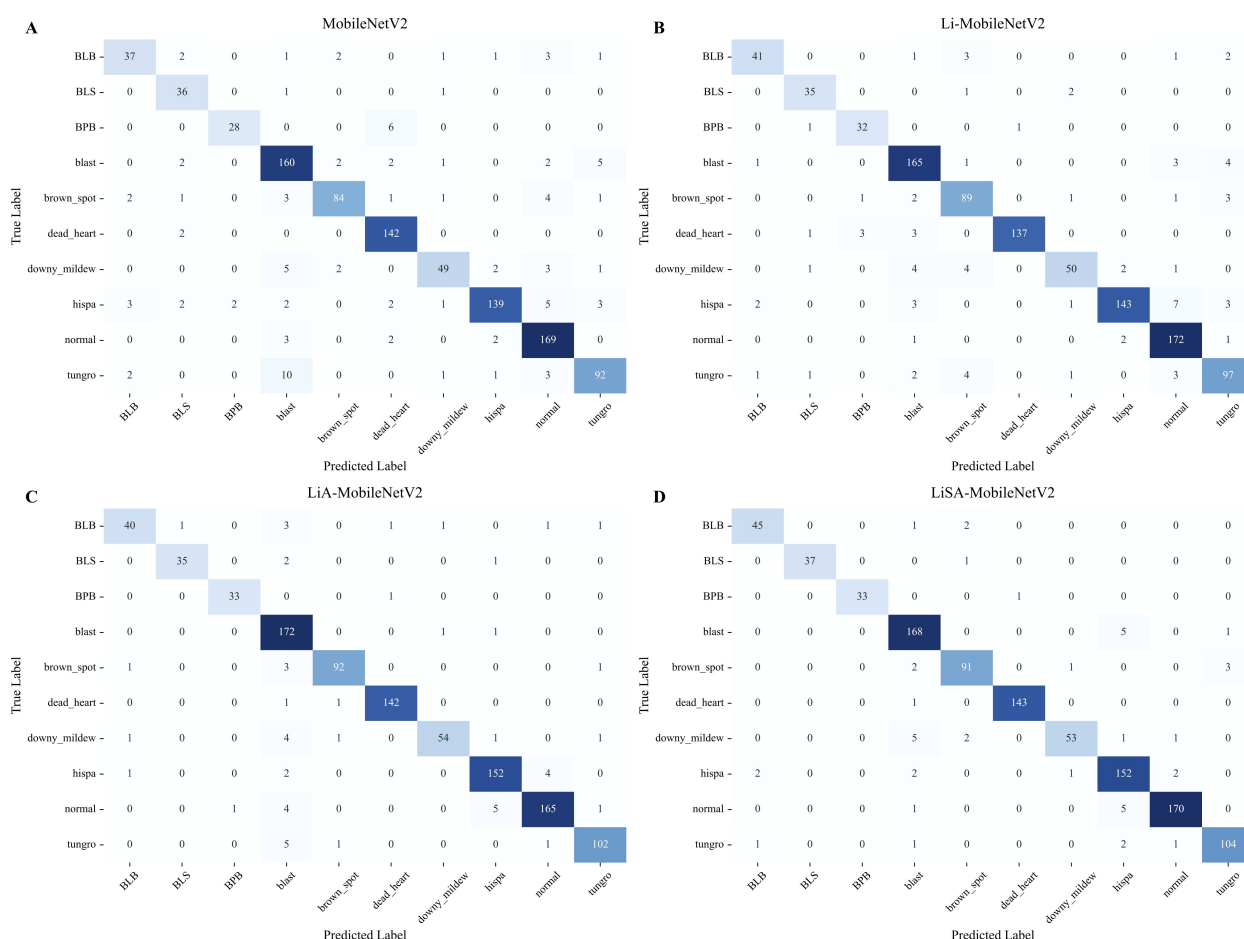 A MobileNetV2
BLB 37 2 0 1 2 0 1 1 3 1
BLS 0 36 0 1 0 0 1 0 0 0
BPB 0 0 28 0 0 6 0 0 0 0
blast 0 2 0 160 2 2 1 0 2 5
brown_spot 2 1 0 3 84 1 1 0 4 1
dead_heart 0 2 0 0 0 142 0 0 0 0
downy_mildew 0 0 0 5 2 0 49 2 3 1
hispa 3 2 2 2 0 2 1 139 5 3
normal 0 0 0 3 0 2 0 2 169 0
tungro 2 0 0 10 0 0 1 1 3 92
True Label
BLB BLS BPB blast brown_spot dead_heart downy_mildew hispa normal tungro
Predicted Label
B Li-MobileNetV2
BLB 41 0 0 1 3 0 0 0 1 2
BLS 0 35 0 0 1 0 2 0 0 0
BPB 0 1 32 0 0 1 0 0 0 0
blast 1 0 0 165 1 0 0 0 3 4
brown_spot 0 0 1 2 89 0 1 0 1 3
dead_heart 0 1 3 3 0 137 0 0 0 0
downy_mildew 0 1 0 4 4 0 50 2 1 0
hispa 2 0 0 3 0 0 1 143 7 3
normal 0 0 0 1 0 0 0 2 172 1
tungro 1 1 0 2 4 0 1 0 3 97
True Label
BLB BLS BPB blast brown_spot dead_heart downy_mildew hispa normal tungro
Predicted Label
C LiA-MobileNetV2
BLB 40 1 0 3 0 1 1 0 1 1
BLS 0 35 0 2 0 0 0 1 0 0
BPB 0 0 33 0 0 1 0 0 0 0
blast 0 0 0 172 0 0 1 1 0 0
brown_spot 1 0 0 3 92 0 0 0 0 1
dead_heart 0 0 0 1 1 142 0 0 0 0
downy_mildew 1 0 0 4 1 0 54 1 0 1
hispa 1 0 0 2 0 0 0 152 4 0
normal 0 0 1 4 0 0 0 5 165 1
tungro 0 0 0 5 1 0 0 0 1 102
True Label
BLB BLS BPB blast brown_spot dead_heart downy_mildew hispa normal tungro
Predicted Label
D LiSA-MobileNetV2
BLB 45 0 0 1 2 0 0 0 0 0
BLS 0 37 0 0 1 0 0 0 0 0
BPB 0 0 33 0 0 1 0 0 0 0
blast 0 0 0 168 0 0 0 5 0 1
brown_spot 0 0 0 2 91 0 1 0 0 3
dead_heart 0 0 0 1 0 143 0 0 0 0
downy_mildew 0 0 0 5 2 0 53 1 1 0
hispa 2 0 0 2 0 0 1 152 2 0
normal 0 0 0 1 0 0 0 5 170 0
tungro 1 0 0 1 0 0 0 2 1 104
True Label
BLB BLS BPB blast brown_spot dead_heart downy_mildew hispa normal tungro
Predicted Label